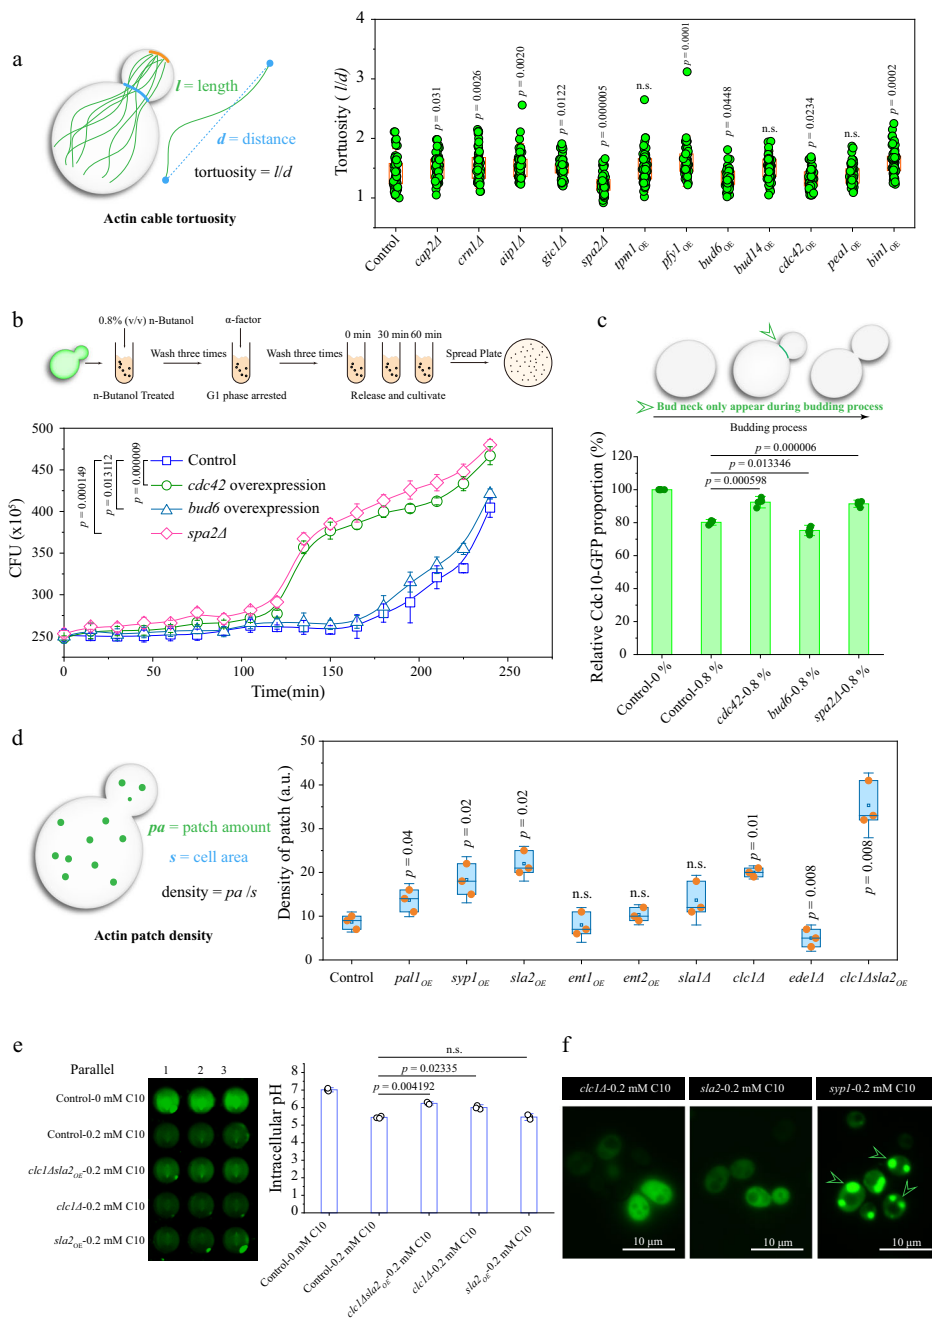 a
l = length
d = distance
tortuosity = l/d
Actin cable tortuosity
Tortuosity ( l/d)
4
3
2
1
p = 0.031
p = 0.0026
p = 0.0020
p = 0.0122
p = 0.00005
n.s.
p = 0.0001
p = 0.0448
n.s.
p = 0.0234
n.s.
p = 0.0002
Control
cap2Δ
crn1Δ
aip1Δ
gic1Δ
spa2Δ
tpm1OE
pfy1OE
bud6OE
bud14OE
cdc42OE
pea1OE
bin1OE
b
0.8% (v/v) n-Butanol
α-factor
0 min 30 min 60 min
Wash three times
Wash three times
Spread Plate
n-Butanol Treated
G1 phase arrested
Release and cultivate
CFU (x10⁵)
500
450
400
350
300
250
p = 0.000149
p = 0.013112
p = 0.000009
Control
cdc42 overexpression
bud6 overexpression
spa2Δ
0 50 100 150 200 250
Time(min)
c
Bud neck only appear during budding process
Budding process
Relative Cdc10-GFP proportion (%)
p = 0.000006
p = 0.013346
p = 0.000598
120
100
80
60
40
20
0
Control-0 %
Control-0.8 %
cdc42-0.8 %
bud6-0.8 %
spa2Δ-0.8 %
d
pa = patch amount
s = cell area
density = pa /s
Actin patch density
Density of patch (a.u.)
50
40
30
20
10
0
p = 0.04
p = 0.02
p = 0.02
n.s.
n.s.
n.s.
p = 0.01
p = 0.008
p = 0.008
Control
pal1OE
syp1OE
sla2OE
ent1OE
ent2OE
sla1Δ
clc1Δ
ede1Δ
clc1Δsla2OE
e
Parallel
1 2 3
Control-0 mM C10
Control-0.2 mM C10
clc1Δsla2OE-0.2 mM C10
clc1Δ-0.2 mM C10
sla2OE-0.2 mM C10
Intracellular pH
8
7
6
5
4
3
2
1
0
n.s.
p = 0.02335
p = 0.004192
Control-0 mM C10
Control-0.2 mM C10
clc1Δsla2OE-0.2 mM C10
clc1Δ-0.2 mM C10
sla2OE-0.2 mM C10
f
clc1Δ-0.2 mM C10
sla2-0.2 mM C10
syp1-0.2 mM C10
10 μm
10 μm
10 μm